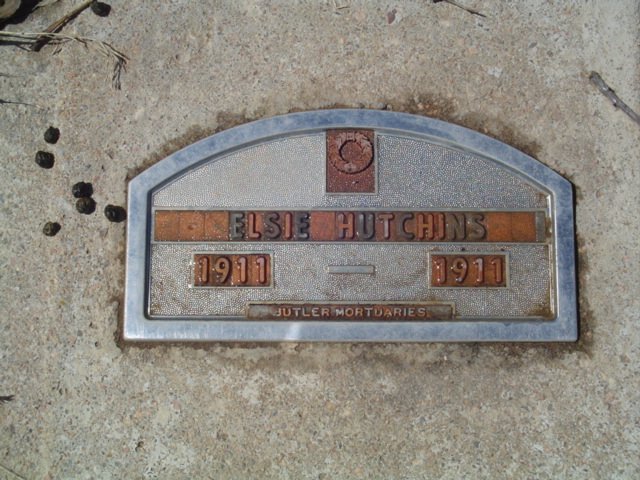 ELSIE HUTCHINS
1911 — 1911
BUTLER MORTUARIES